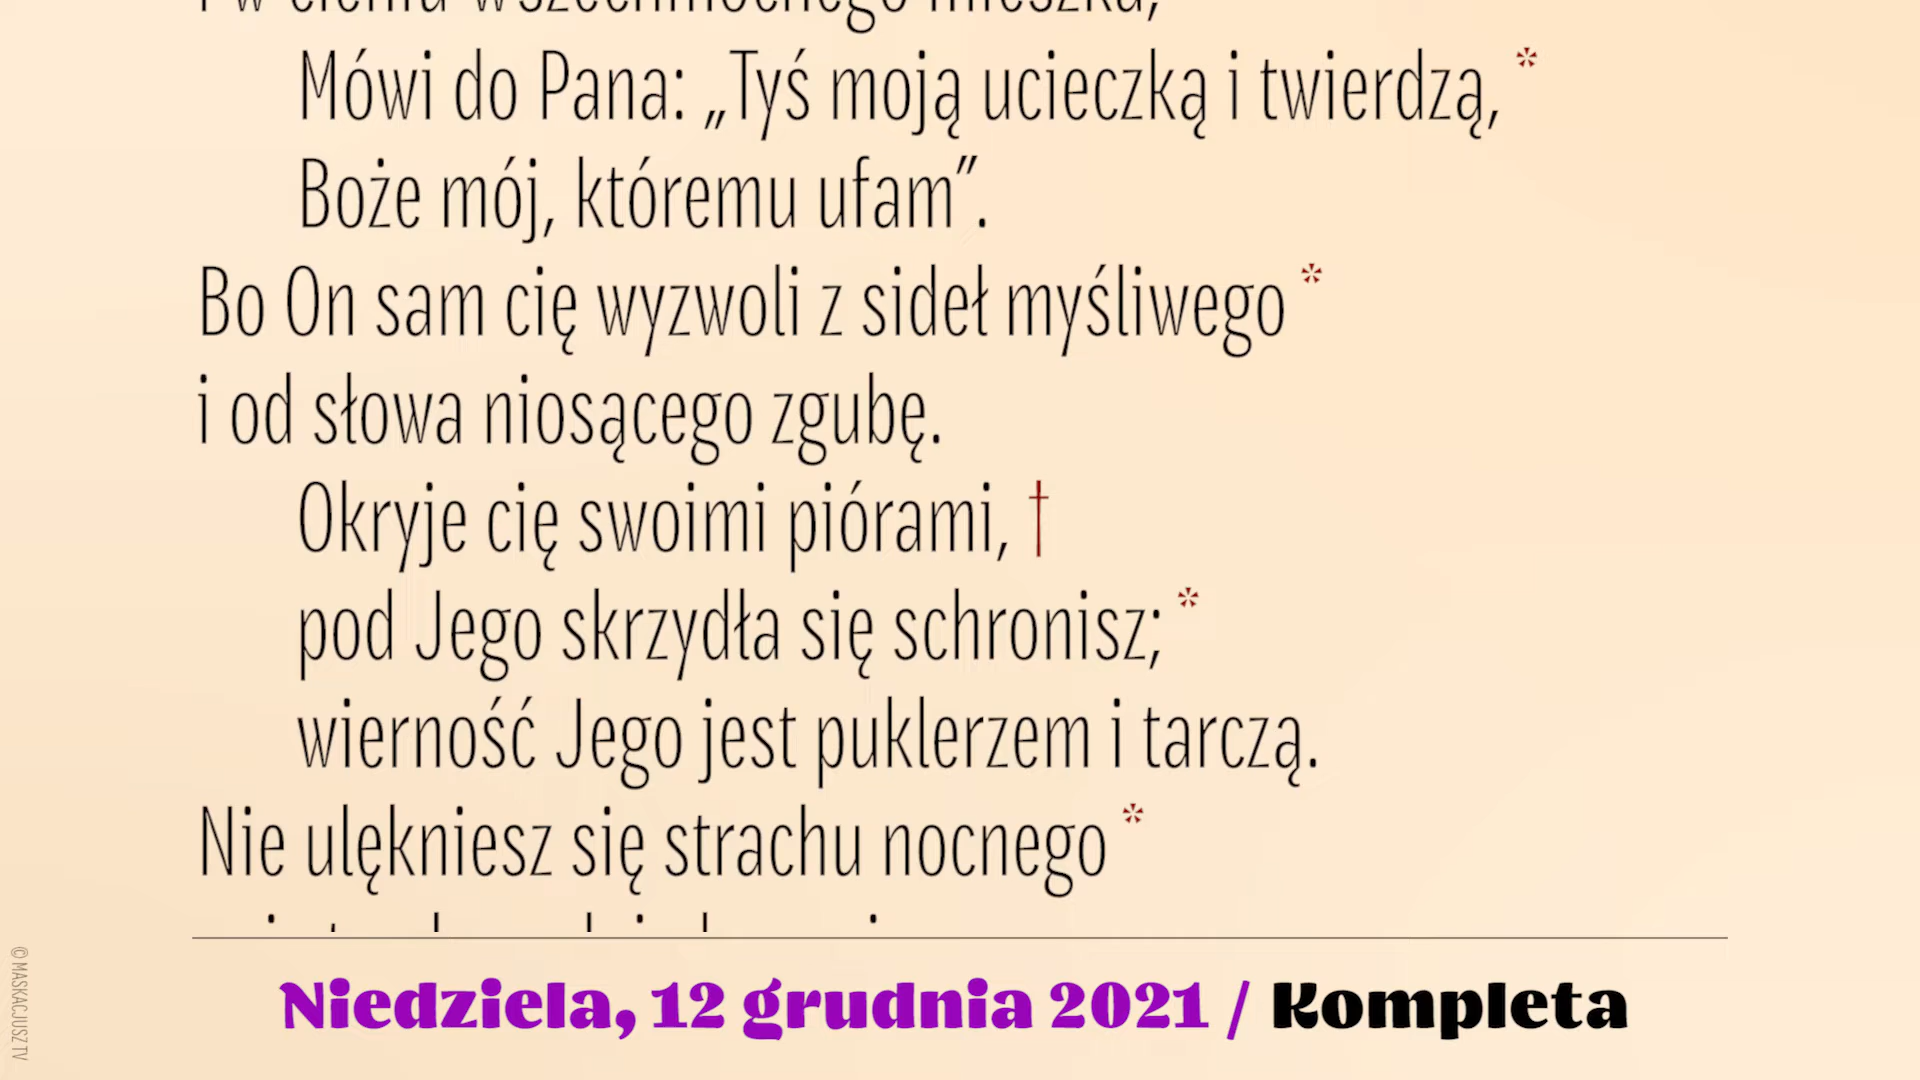 Mówi do Pana: „Tyś moją ucieczką i twierdzą, *
Boże mój, któremu ufam”.
Bo On sam cię wyzwoli z sideł myśliwego *
i od słowa niosącego zgubę.
Okryje cię swoimi piórami, †
pod Jego skrzydła się schronisz; *
wierność Jego jest puklerzem i tarczą.
Nie ulękniesz się strachu nocnego *
Niedziela, 12 grudnia 2021 / Kompleta
© MASKACJUSZ TV